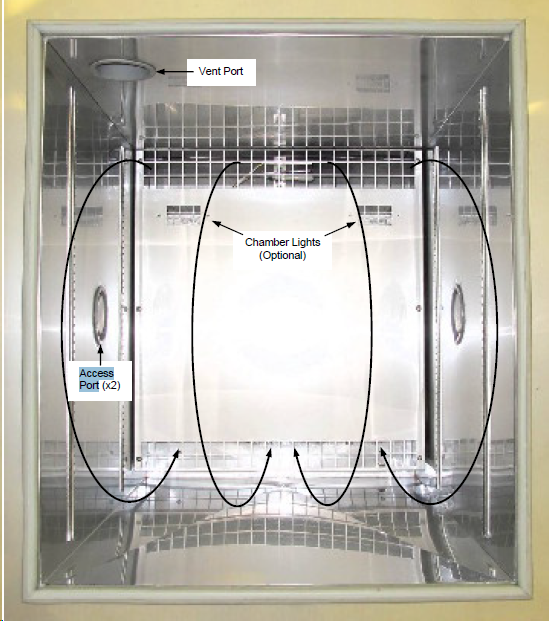 Vent Port
Chamber Lights
(Optional)
Access
Port (x2)